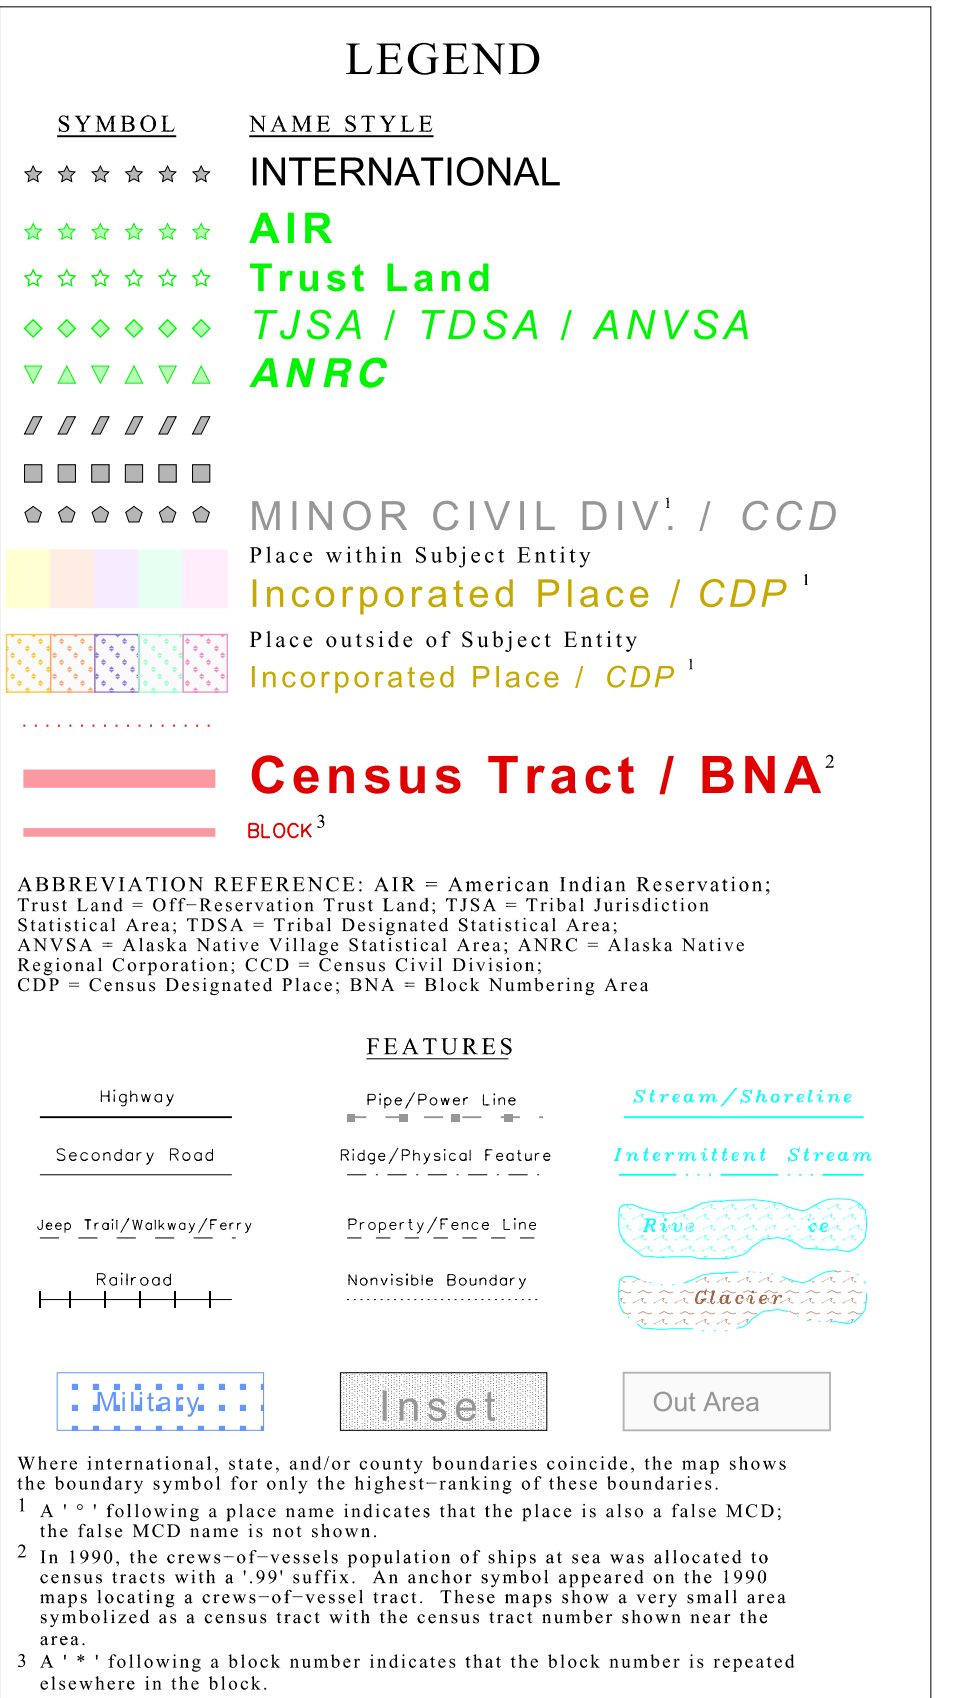 LEGEND
SYMBOL NAME STYLE
INTERNATIONAL
AIR
Trust Land
TJSA / TDSA / ANVSA
ANRC
MINOR CIVIL DIV.¹ / CCD
Place within Subject Entity
Incorporated Place / CDP ¹
Place outside of Subject Entity
Incorporated Place / CDP ¹
Census Tract / BNA²
BLOCK³
ABBREVIATION REFERENCE: AIR = American Indian Reservation;
Trust Land = Off−Reservation Trust Land; TJSA = Tribal Jurisdiction
Statistical Area; TDSA = Tribal Designated Statistical Area;
ANVSA = Alaska Native Village Statistical Area; ANRC = Alaska Native
Regional Corporation; CCD = Census Civil Division;
CDP = Census Designated Place; BNA = Block Numbering Area
FEATURES
Highway Pipe/Power Line Stream/Shoreline
Secondary Road Ridge/Physical Feature Intermittent Stream
Jeep Trail/Walkway/Ferry Property/Fence Line Rive ce
Railroad Nonvisible Boundary Glacier
Military Inset Out Area
Where international, state, and/or county boundaries coincide, the map shows
the boundary symbol for only the highest−ranking of these boundaries.
1 A ' ° ' following a place name indicates that the place is also a false MCD;
the false MCD name is not shown.
2 In 1990, the crews−of−vessels population of ships at sea was allocated to
census tracts with a '.99' suffix. An anchor symbol appeared on the 1990
maps locating a crews−of−vessel tract. These maps show a very small area
symbolized as a census tract with the census tract number shown near the
area.
3 A ' * ' following a block number indicates that the block number is repeated
elsewhere in the block.